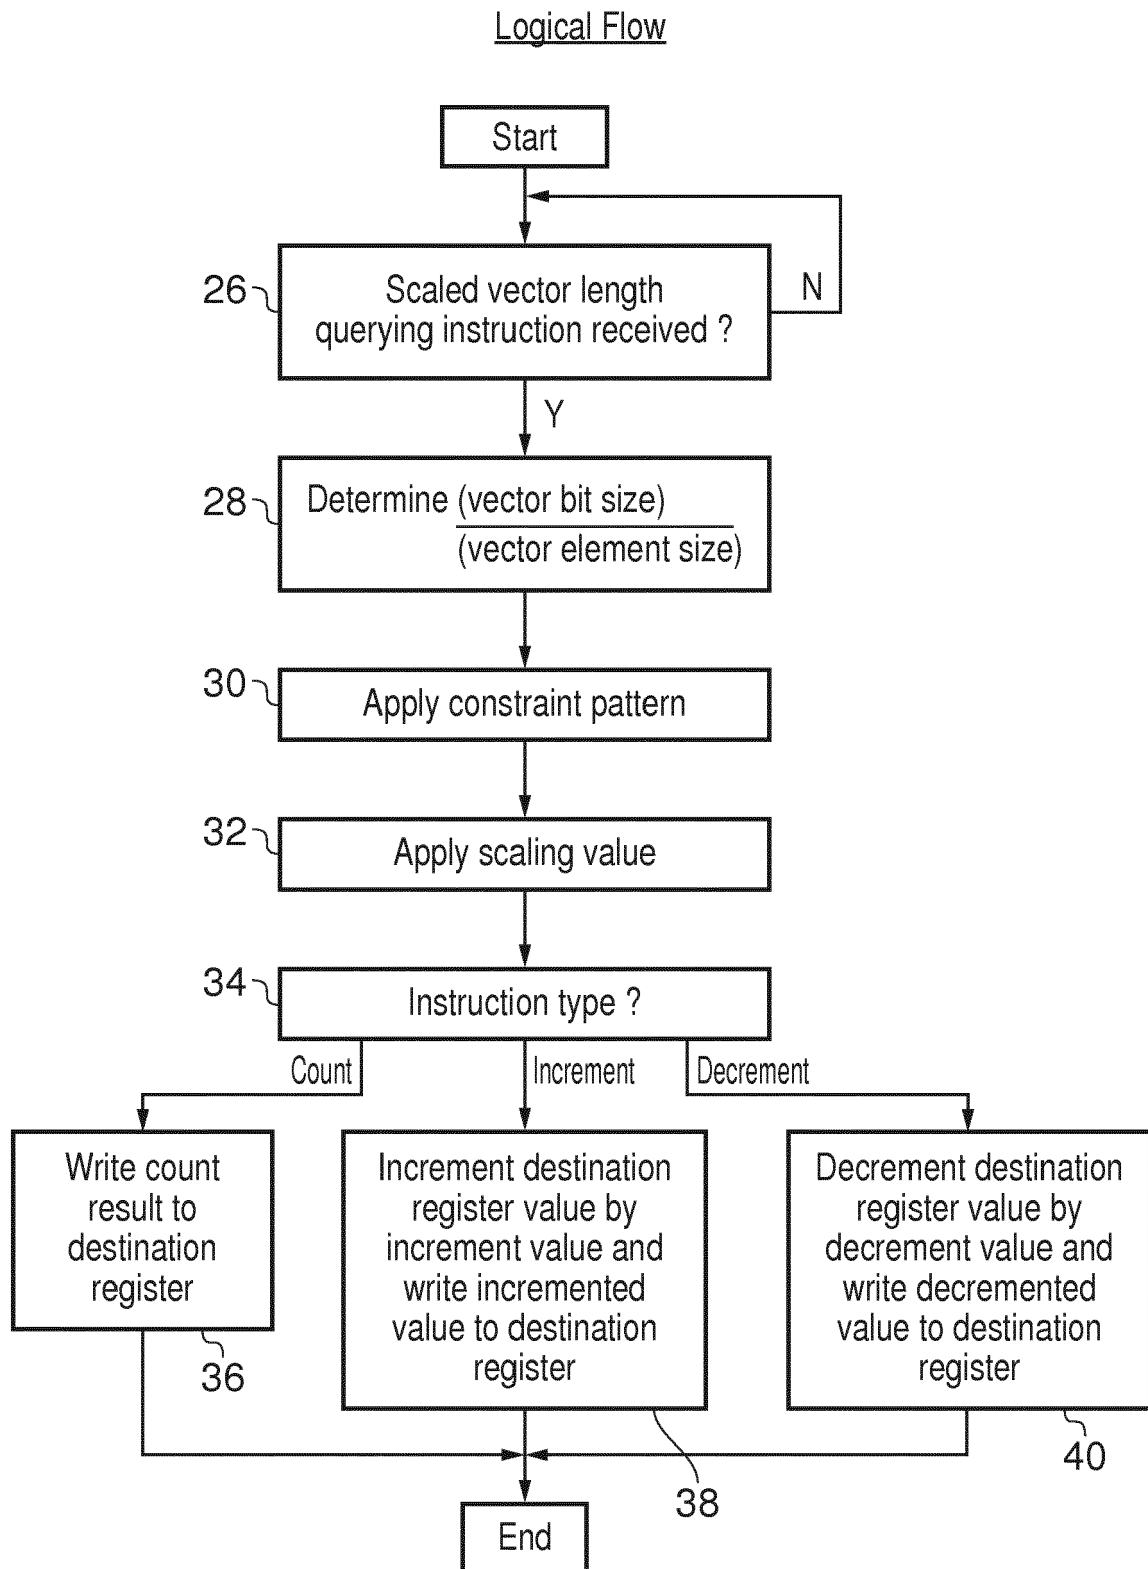 Logical Flow
Start
26
Scaled vector length
querying instruction received ?
N
Y
28
Determine (vector bit size)
(vector element size)
30
Apply constraint pattern
32
Apply scaling value
34
Instruction type ?
Count
Increment
Decrement
Write count
result to
destination
register
36
Increment destination
register value by
increment value and
write incremented
value to destination
register
38
Decrement destination
register value by
decrement value and
write decremented
value to destination
register
40
End